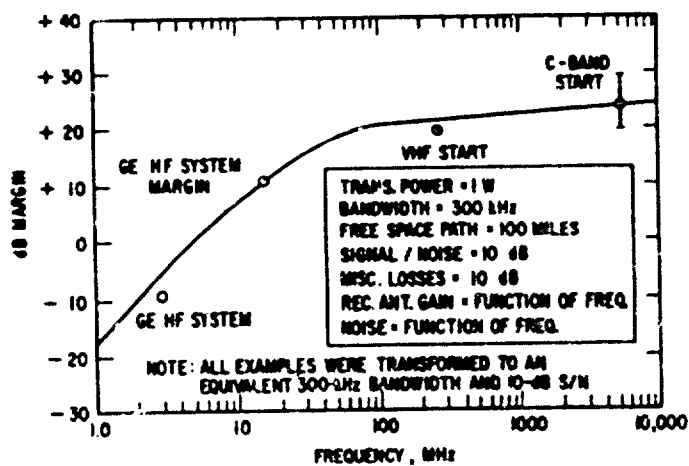 + 40
+ 30
+ 20
+ 10
0
- 10
- 20
- 30
dB MARGIN
C-BAND
START
VHF START
GE HF SYSTEM
MARGIN
GE HF SYSTEM
TRANS. POWER = 1 W
BANDWIDTH = 300 kHz
FREE SPACE PATH = 100 MILES
SIGNAL / NOISE = 10 dB
MISC. LOSSES = 10 dB
REC. ANT. GAIN = FUNCTION OF FREQ.
NOISE = FUNCTION OF FREQ.
NOTE: ALL EXAMPLES WERE TRANSFORMED TO AN
EQUIVALENT 300-kHz BANDWIDTH AND 10-dB S/N
1.0
10
100
1000
10,000
FREQUENCY, MHz